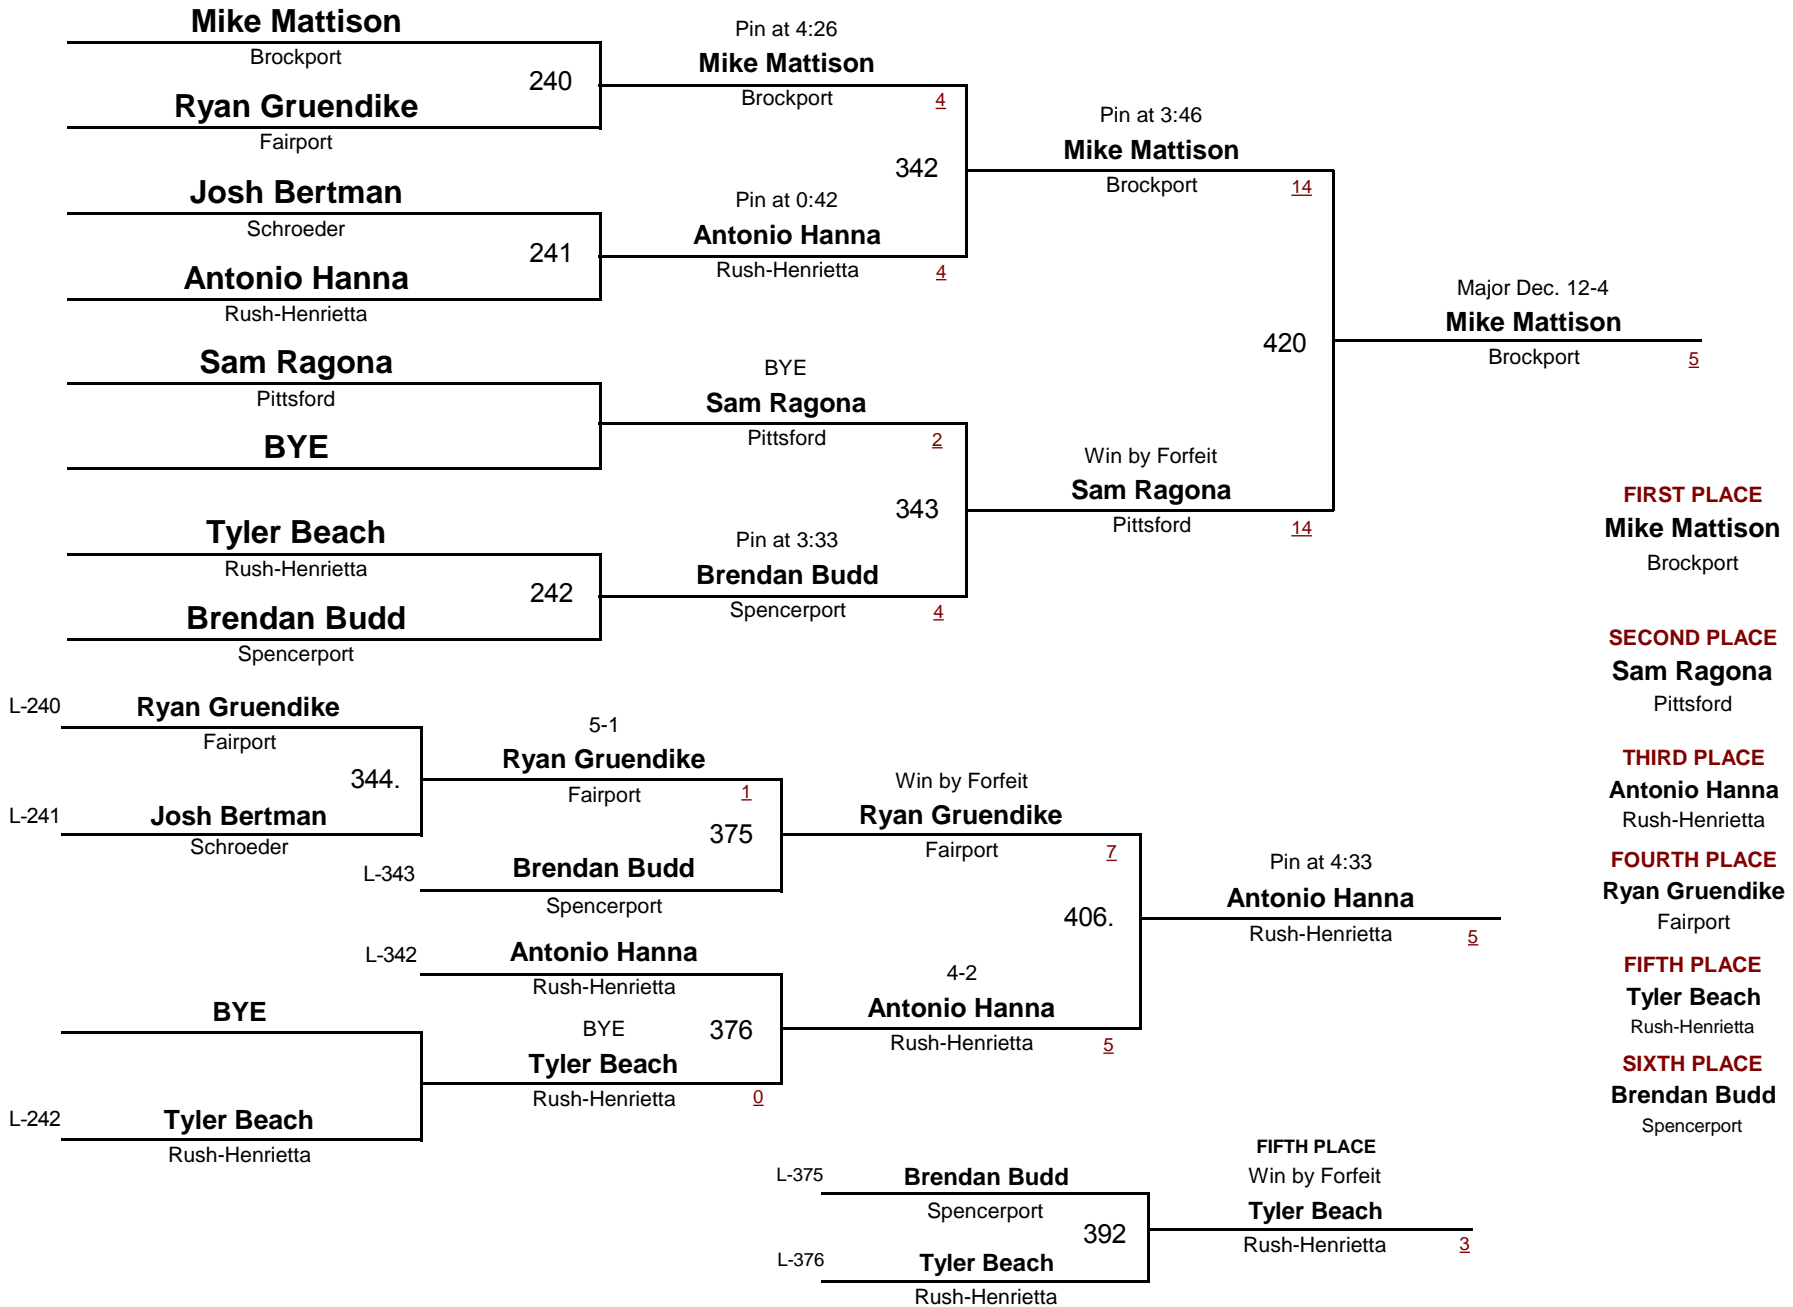 Mike Mattison
Brockport
240
Ryan Gruendike
Fairport
Josh Bertman
Schroeder
241
Antonio Hanna
Rush-Henrietta
Sam Ragona
Pittsford
BYE
Tyler Beach
Rush-Henrietta
242
Brendan Budd
Spencerport
Pin at 4:26
Mike Mattison
Brockport
4
342
Pin at 0:42
Antonio Hanna
Rush-Henrietta
4
BYE
Sam Ragona
Pittsford
2
343
Pin at 3:33
Brendan Budd
Spencerport
4
Pin at 3:46
Mike Mattison
Brockport
14
420
Win by Forfeit
Sam Ragona
Pittsford
14
Major Dec. 12-4
Mike Mattison
Brockport
5
L-240
Ryan Gruendike
Fairport
344.
L-241
Josh Bertman
Schroeder
BYE
L-242
Tyler Beach
Rush-Henrietta
5-1
Ryan Gruendike
Fairport
1
375
L-343
Brendan Budd
Spencerport
L-342
Antonio Hanna
Rush-Henrietta
BYE
376
Tyler Beach
Rush-Henrietta
0
Win by Forfeit
Ryan Gruendike
Fairport
7
406.
4-2
Antonio Hanna
Rush-Henrietta
5
Pin at 4:33
Antonio Hanna
Rush-Henrietta
5
L-375
Brendan Budd
Spencerport
392
L-376
Tyler Beach
Rush-Henrietta
FIFTH PLACE
Win by Forfeit
Tyler Beach
Rush-Henrietta
3
FIRST PLACE
Mike Mattison
Brockport
SECOND PLACE
Sam Ragona
Pittsford
THIRD PLACE
Antonio Hanna
Rush-Henrietta
FOURTH PLACE
Ryan Gruendike
Fairport
FIFTH PLACE
Tyler Beach
Rush-Henrietta
SIXTH PLACE
Brendan Budd
Spencerport